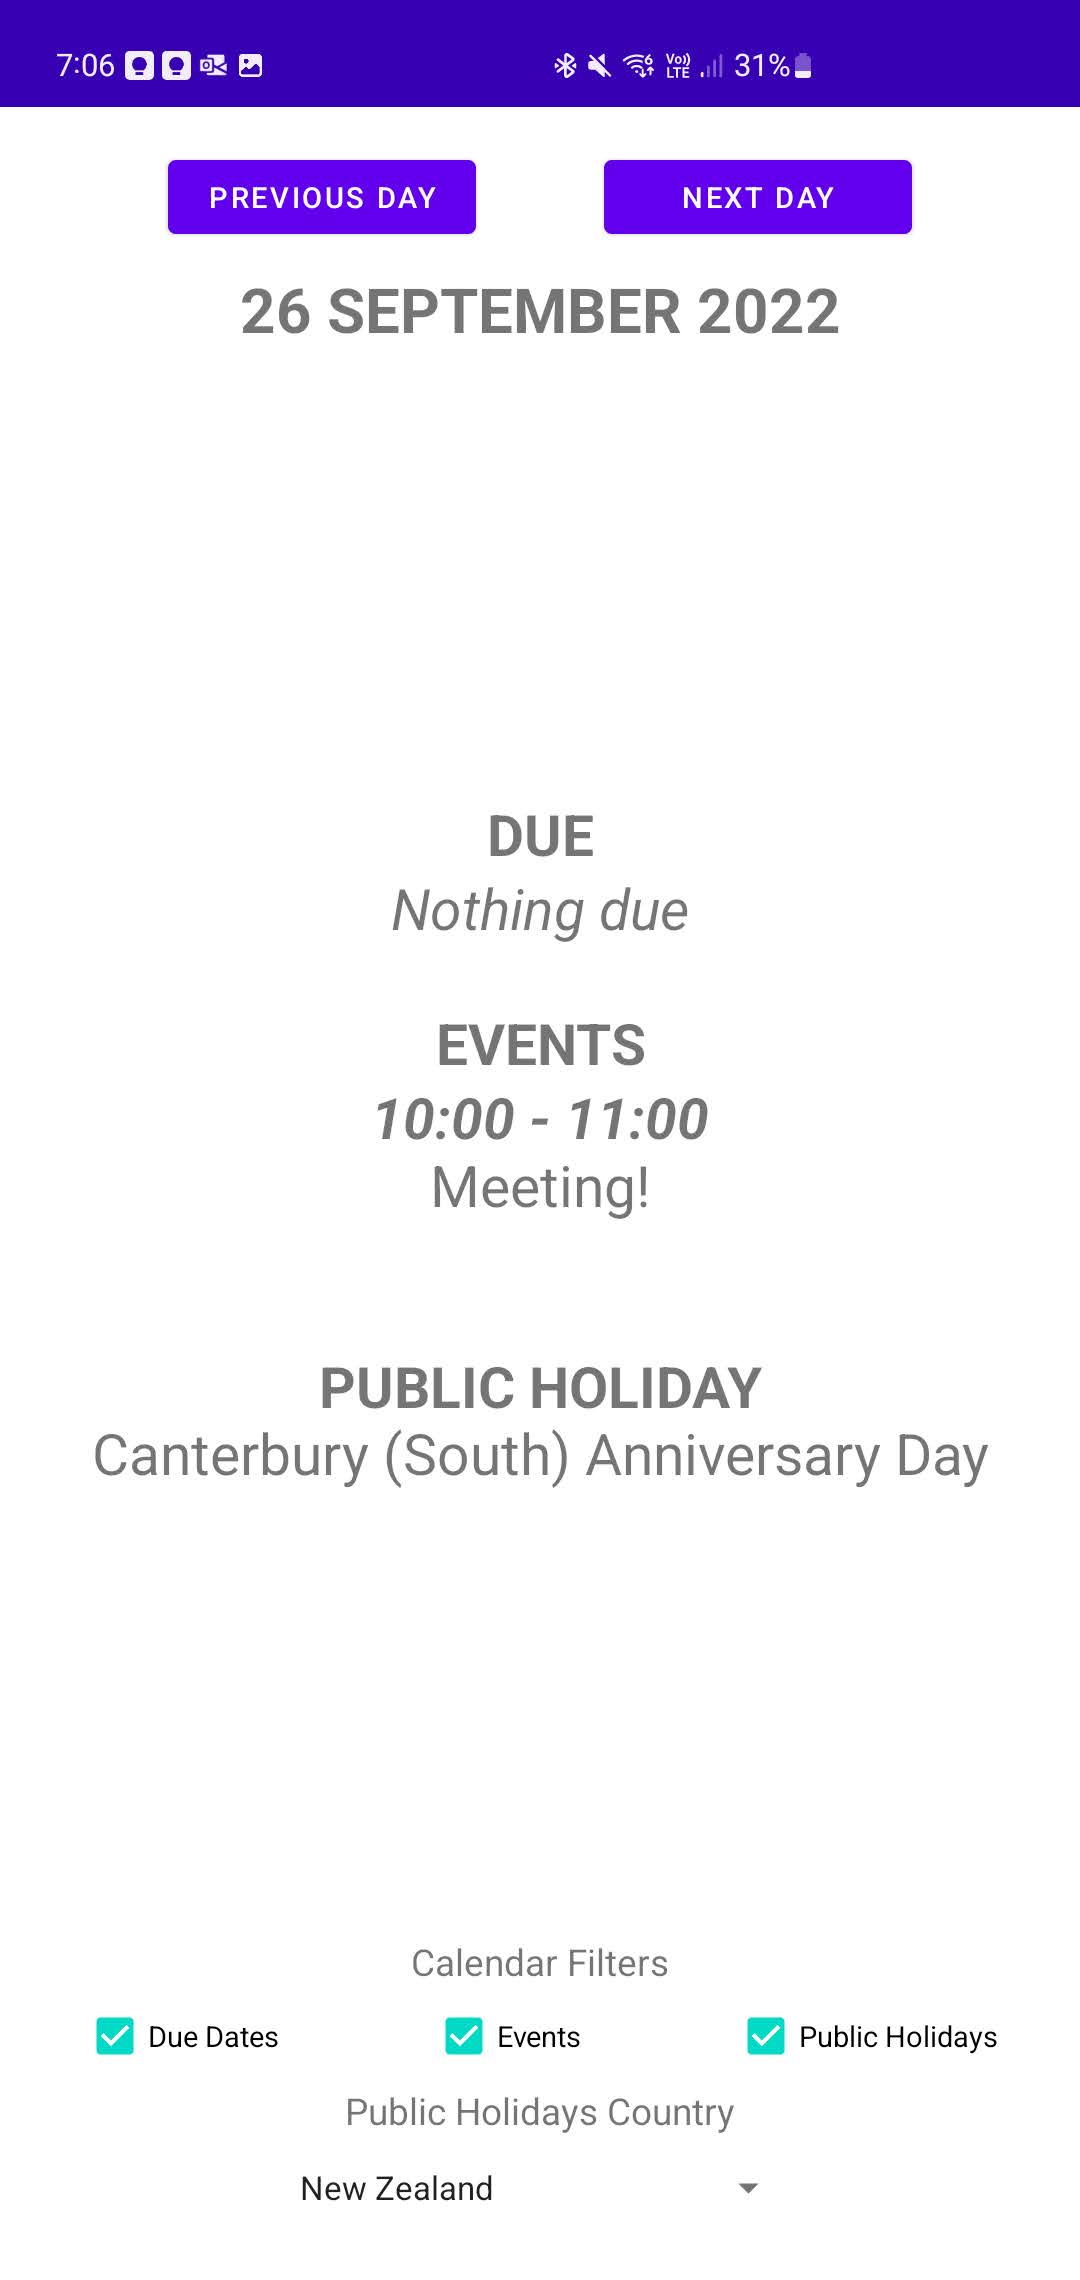 7:06 31%
PREVIOUS DAY NEXT DAY
26 SEPTEMBER 2022
DUE
Nothing due
EVENTS
10:00 - 11:00
Meeting!
PUBLIC HOLIDAY
Canterbury (South) Anniversary Day
Calendar Filters
Due Dates Events Public Holidays
Public Holidays Country
New Zealand